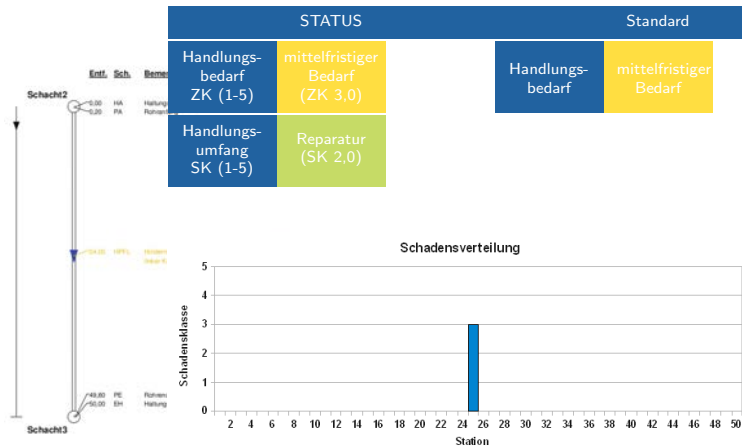 STATUS
Standard
Handlungs-
bedarf
ZK (1-5)
mittelfristiger
Bedarf
(ZK 3,0)
Handlungs-
bedarf
mittelfristiger
Bedarf
Handlungs-
umfang
SK (1-5)
Reparatur
(SK 2,0)
Entf. Sch.
Schacht2
0,00 HA
0,20 PA
49,80 PE
50,00 EH Haltung
Schacht3
Schadensverteilung
Schadensklasse
5
4
3
2
1
0
2 4 6 8 10 12 14 16 18 20 22 24 26 28 30 32 34 36 38 40 42 44 46 48 50
Station